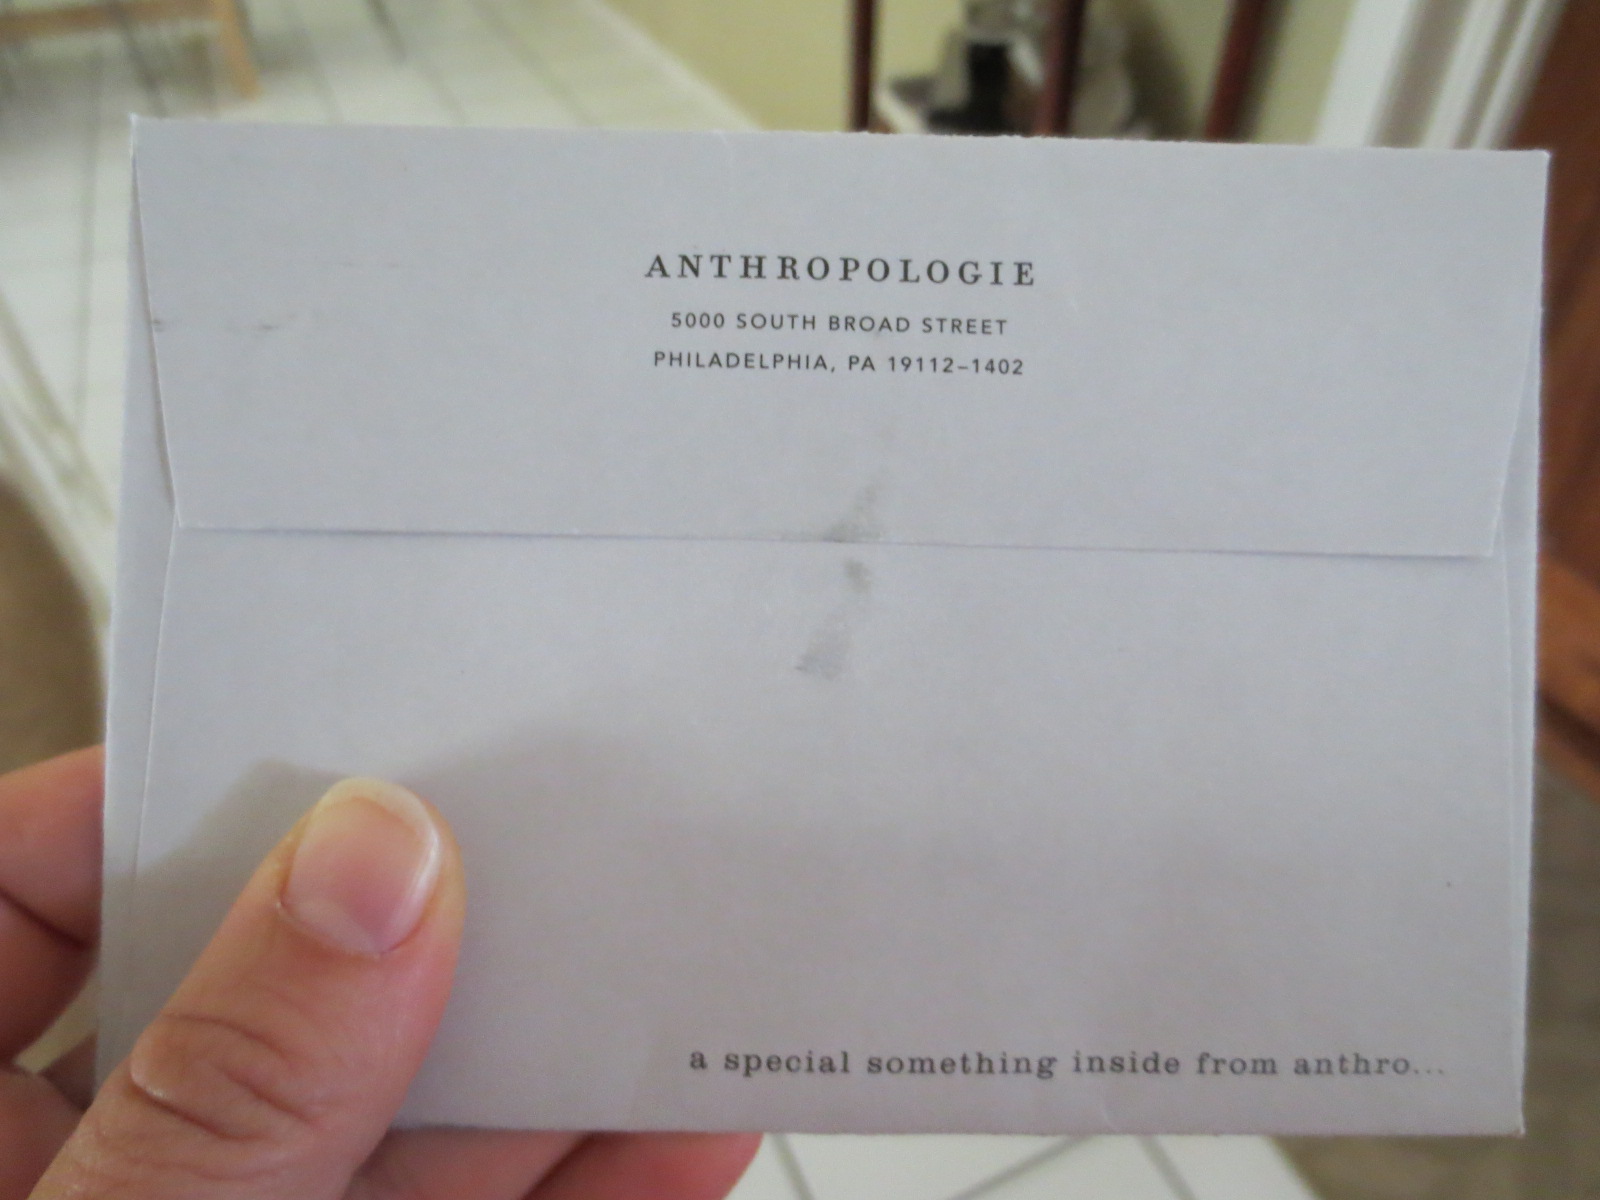 ANTHROPOLOGIE
5000 SOUTH BROAD STREET
PHILADELPHIA, PA 19112–1402
a special something inside from anthro...